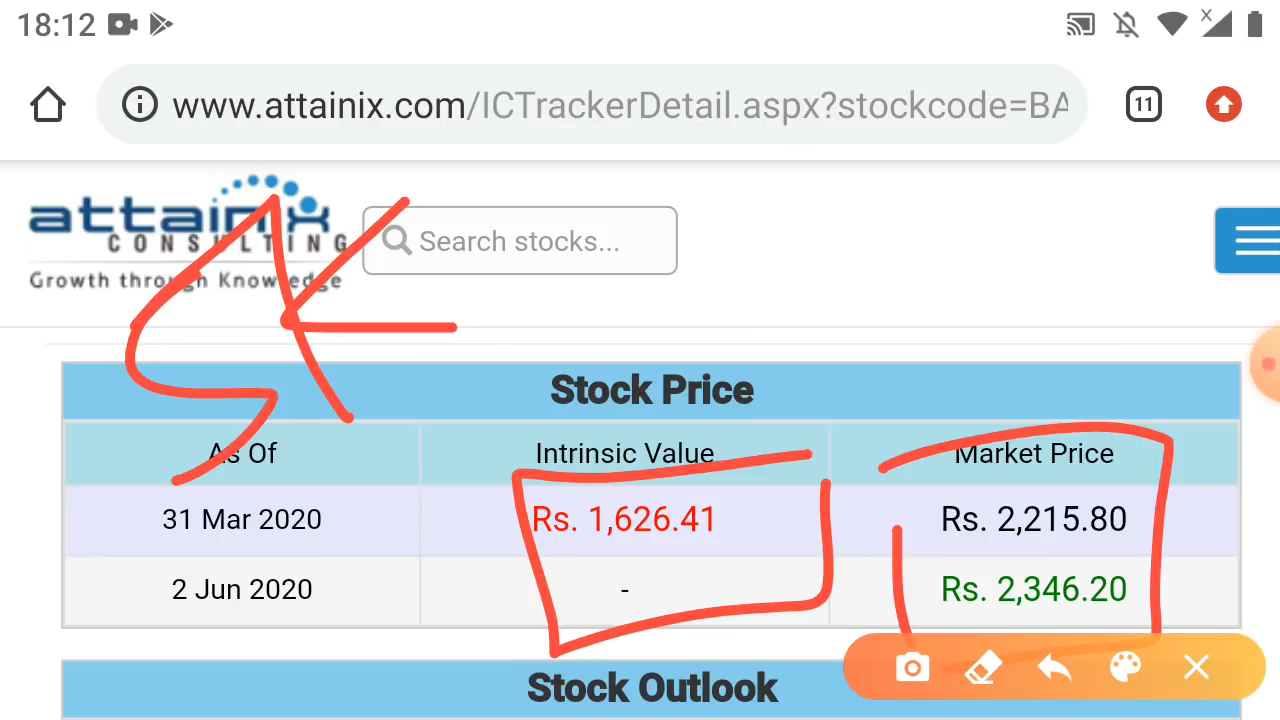 18:12
www.attainix.com/ICTrackerDetail.aspx?stockcode=BA
11
attainix
CONSULTING
Growth through Knowledge
Search stocks...
Stock Price
As Of Intrinsic Value Market Price
31 Mar 2020 Rs. 1,626.41 Rs. 2,215.80
2 Jun 2020 - Rs. 2,346.20
Stock Outlook